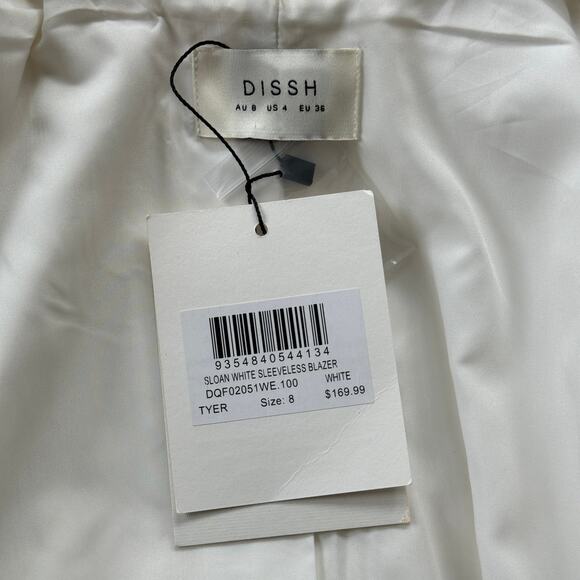 DISSH
AU 8 US 4 EU 36
9354840544134
SLOAN WHITE SLEEVELESS BLAZER
DQF02051WE.100 WHITE
TYER Size: 8 $169.99